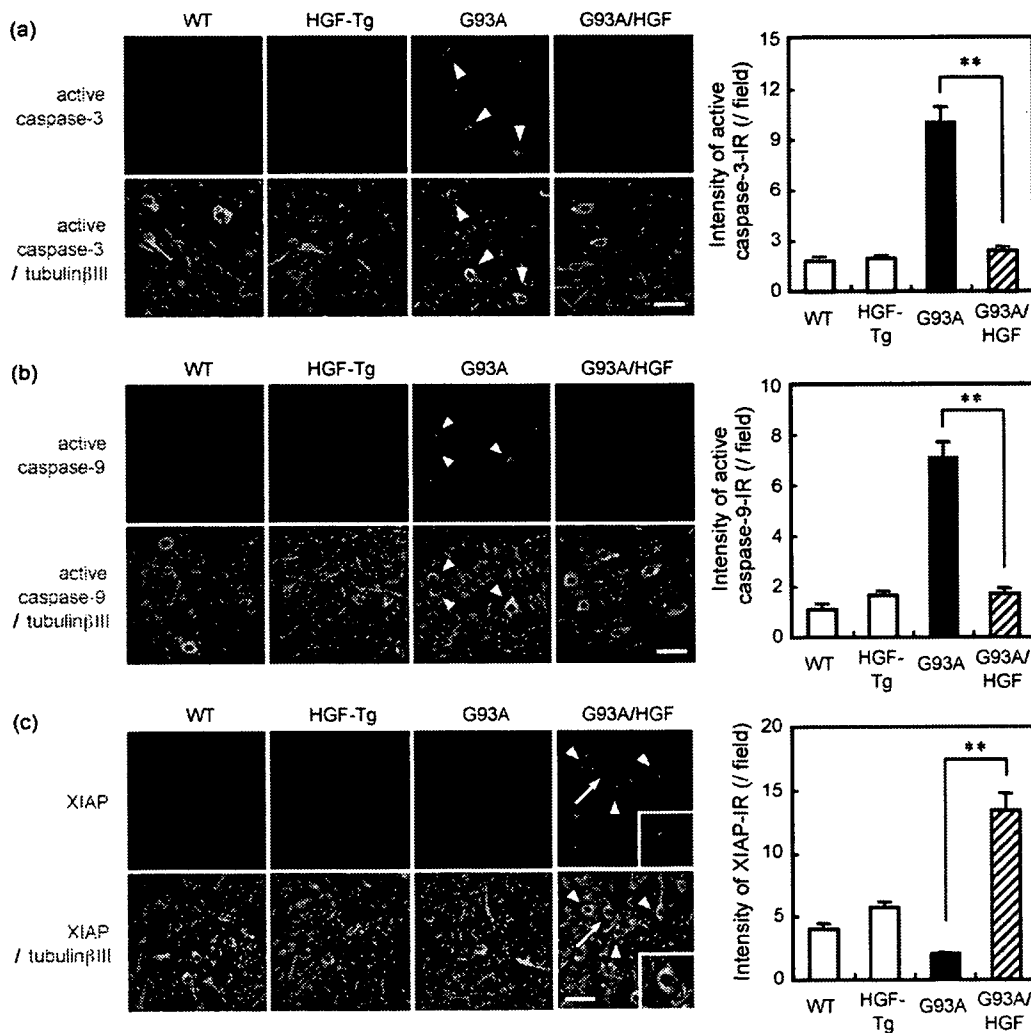 (a)
WT HGF-Tg G93A G93A/HGF
active
caspase-3
active
caspase-3
/ tubulinβIII
Intensity of active
caspase-3-IR (/ field)
15
12
9
6
3
0
**
WT HGF-
Tg G93A G93A/
HGF
(b)
WT HGF-Tg G93A G93A/HGF
active
caspase-9
active
caspase-9
/ tubulinβIII
Intensity of active
caspase-9-IR (/ field)
10
8
6
4
2
0
**
WT HGF-
Tg G93A G93A/
HGF
(c)
WT HGF-Tg G93A G93A/HGF
XIAP
XIAP
/ tubulinβIII
Intensity of XIAP-IR (/ field)
20
15
10
5
0
**
WT HGF-
Tg G93A G93A/
HGF